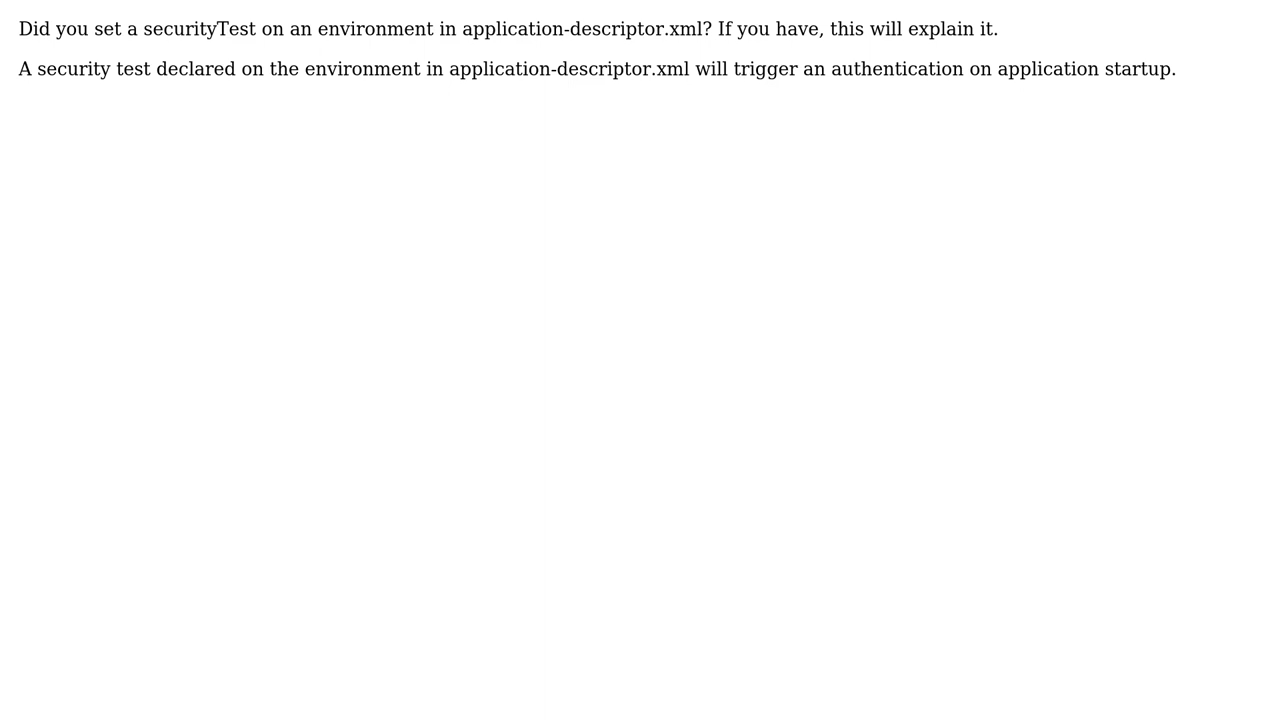 Did you set a securityTest on an environment in application-descriptor.xml? If you have, this will explain it.
A security test declared on the environment in application-descriptor.xml will trigger an authentication on application startup.